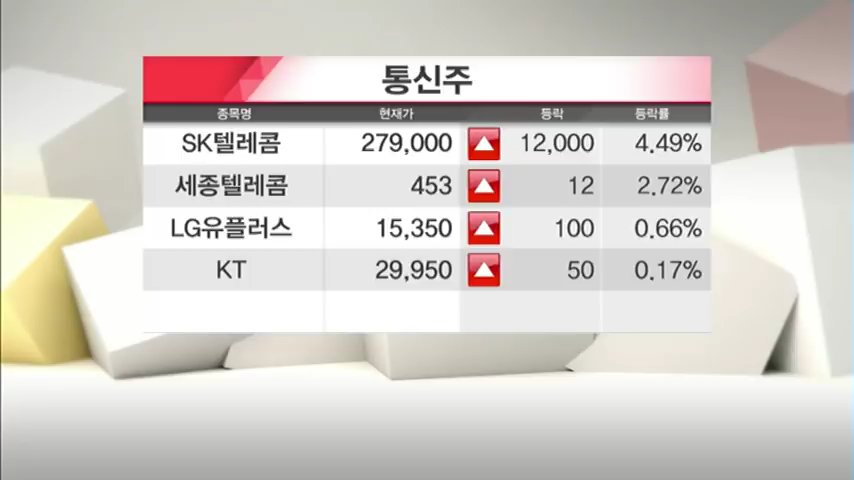 통신주
종목명 현재가 등락 등락률
SK텔레콤 279,000 12,000 4.49%
세종텔레콤 453 12 2.72%
LG유플러스 15,350 100 0.66%
KT 29,950 50 0.17%